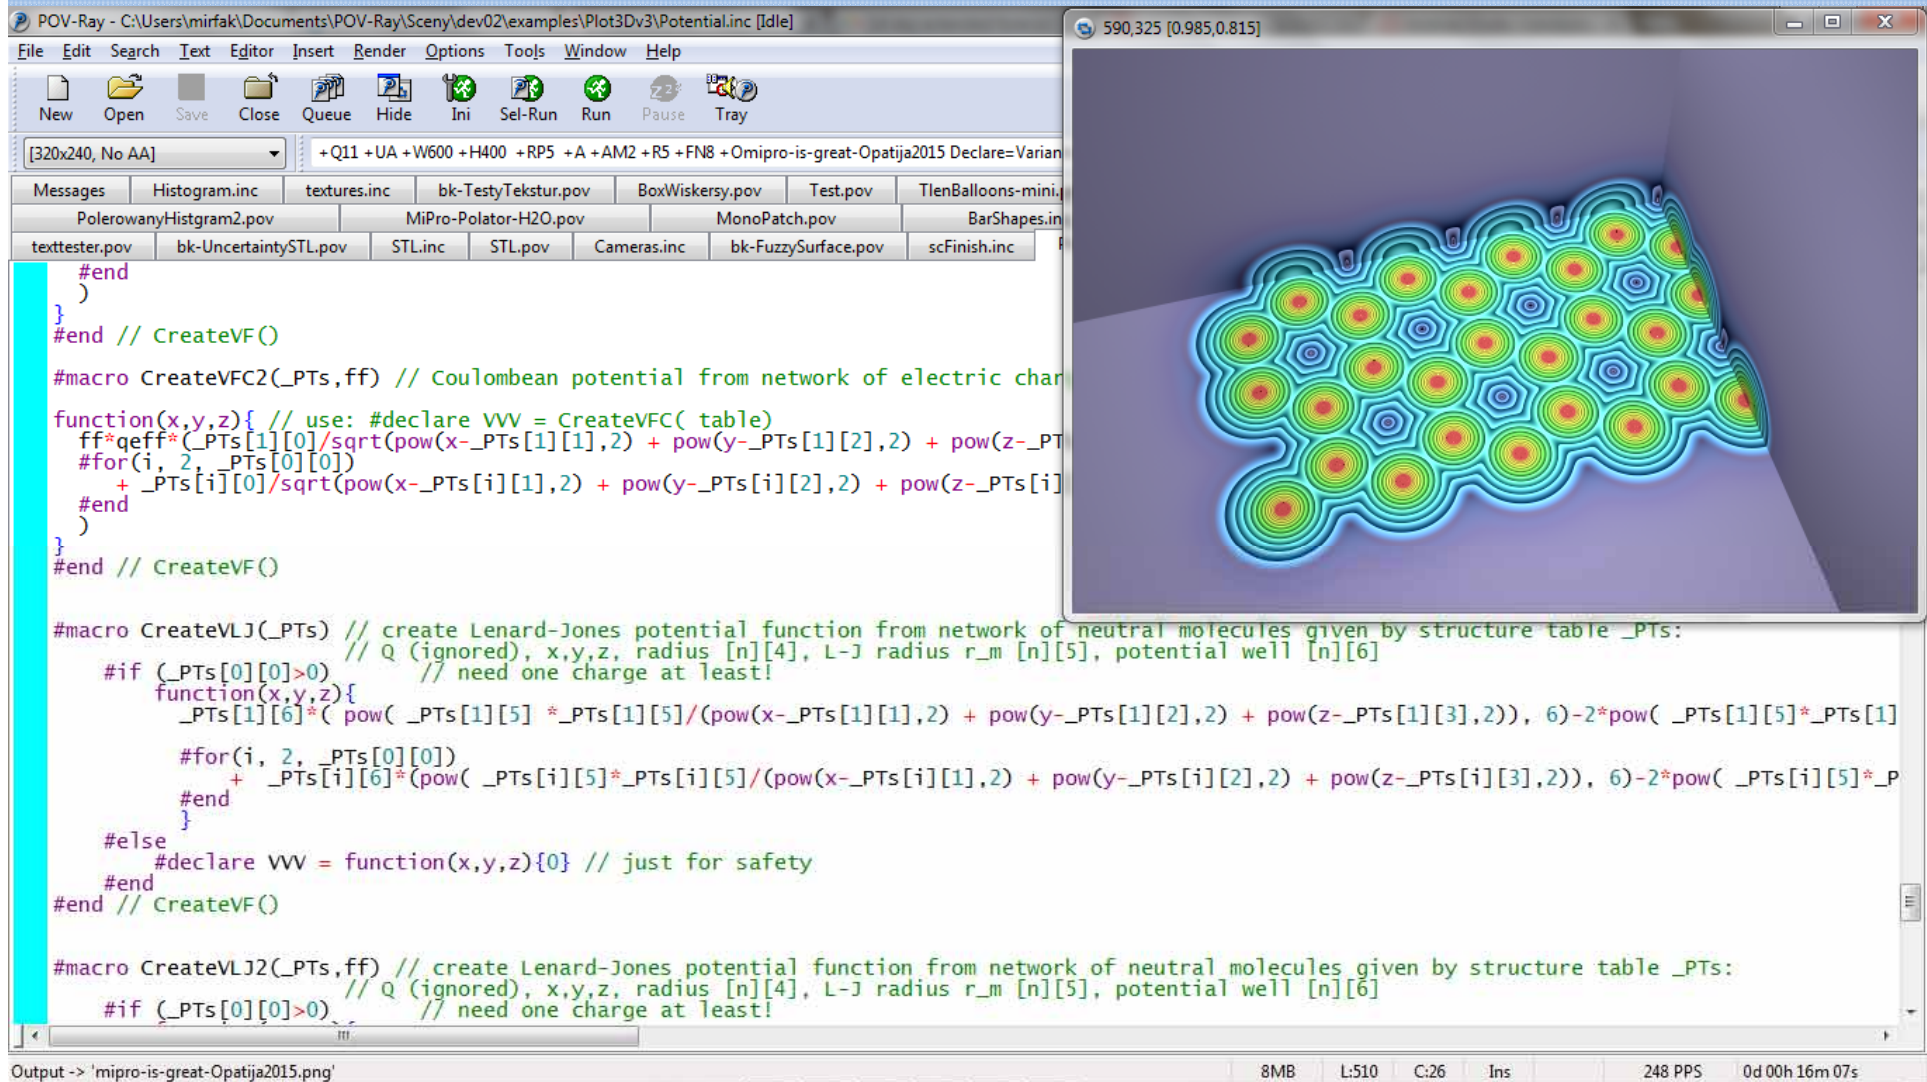 POV-Ray - C:\Users\mirfak\Documents\POV-Ray\Sceny\dev02\examples\Plot3Dv3\Potential.inc [Idle]
590,325 [0.985,0.815]
File Edit Search Text Editor Insert Render Options Tools Window Help
New Open Save Close Queue Hide Ini Sel-Run Run Pause Tray
[320x240, No AA] +Q11 +UA +W600 +H400 +RP5 +A +AM2 +R5 +FN8 +Omipro-is-great-Opatija2015 Declare=Varian
Messages Histogram.inc textures.inc bk-TestyTekstur.pov BoxWiskersy.pov Test.pov TlenBalloons-mini.
PolerowanyHistgram2.pov MiPro-Polator-H2O.pov MonoPatch.pov BarShapes.in
texttester.pov bk-UncertaintySTL.pov STL.inc STL.pov Cameras.inc bk-FuzzySurface.pov scFinish.inc
#end
)
}
#end // CreateVF()
#macro CreateVFC2(_PTs,ff) // Coulombean potential from network of electric char
function(x,y,z){ // use: #declare VVV = CreateVFC( table)
ff*qeff*(_PTs[1][0]/sqrt(pow(x-_PTs[1][1],2) + pow(y-_PTs[1][2],2) + pow(z-_PT
#for(i, 2, _PTs[0][0])
+ _PTs[i][0]/sqrt(pow(x-_PTs[i][1],2) + pow(y-_PTs[i][2],2) + pow(z-_PTs[i]
#end
)
}
#end // CreateVF()
#macro CreateVLJ(_PTs) // create Lenard-Jones potential function from network of neutral molecules given by structure table _PTs:
// Q (ignored), x,y,z, radius [n][4], L-J radius r_m [n][5], potential well [n][6]
#if (_PTs[0][0]>0) // need one charge at least!
function(x,y,z){
_PTs[1][6]*( pow( _PTs[1][5] *_PTs[1][5]/(pow(x-_PTs[1][1],2) + pow(y-_PTs[1][2],2) + pow(z-_PTs[1][3],2)), 6)-2*pow( _PTs[1][5]*_PTs[1]
#for(i, 2, _PTs[0][0])
+ _PTs[i][6]*(pow( _PTs[i][5]*_PTs[i][5]/(pow(x-_PTs[i][1],2) + pow(y-_PTs[i][2],2) + pow(z-_PTs[i][3],2)), 6)-2*pow( _PTs[i][5]*_P
#end
}
#else
#declare VVV = function(x,y,z){0} // just for safety
#end
#end // CreateVF()
#macro CreateVLJ2(_PTs,ff) // create Lenard-Jones potential function from network of neutral molecules given by structure table _PTs:
// Q (ignored), x,y,z, radius [n][4], L-J radius r_m [n][5], potential well [n][6]
#if (_PTs[0][0]>0) // need one charge at least!
Output -> 'mipro-is-great-Opatija2015.png' 8MB L:510 C:26 Ins 248 PPS 0d 00h 16m 07s